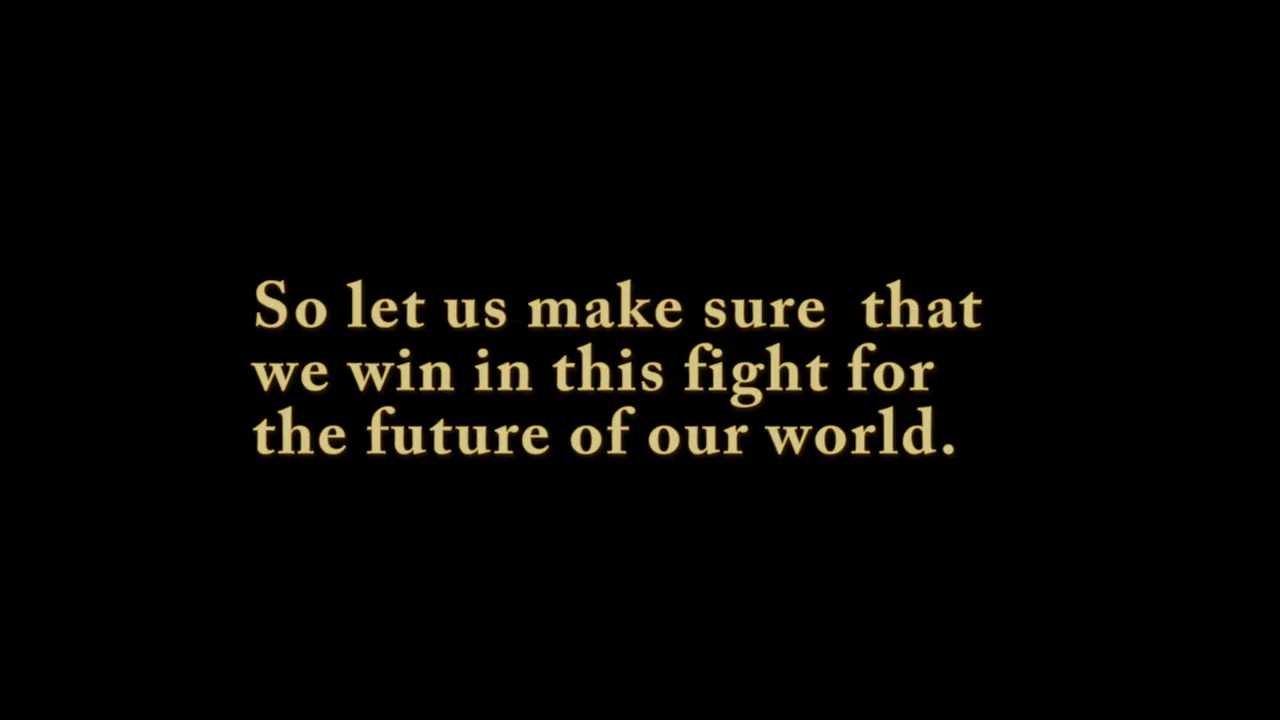 So let us make sure  that
we win in this fight for
the future of our world.